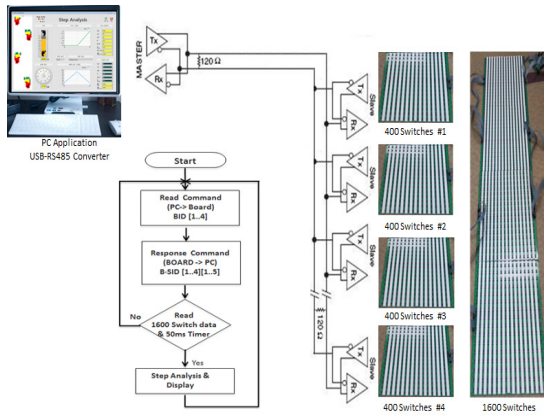 Step Analysis
PC Application
USB-RS485 Converter
MASTER
Tx
Rx
120 Ω
Slave
Tx
Rx
400 Switches #1
Slave
Tx
Rx
400 Switches #2
Slave
Tx
Rx
400 Switches #3
120 Ω
Slave
Tx
Rx
400 Switches #4
1600 Switches
Start
Read Command
(PC-> Board)
BID [1..4]
Response Command
(BOARD -> PC)
B-SID [1..4][1..5]
Read
1600 Switch data
& 50ms Timer
No
Yes
Step Analysis &
Display